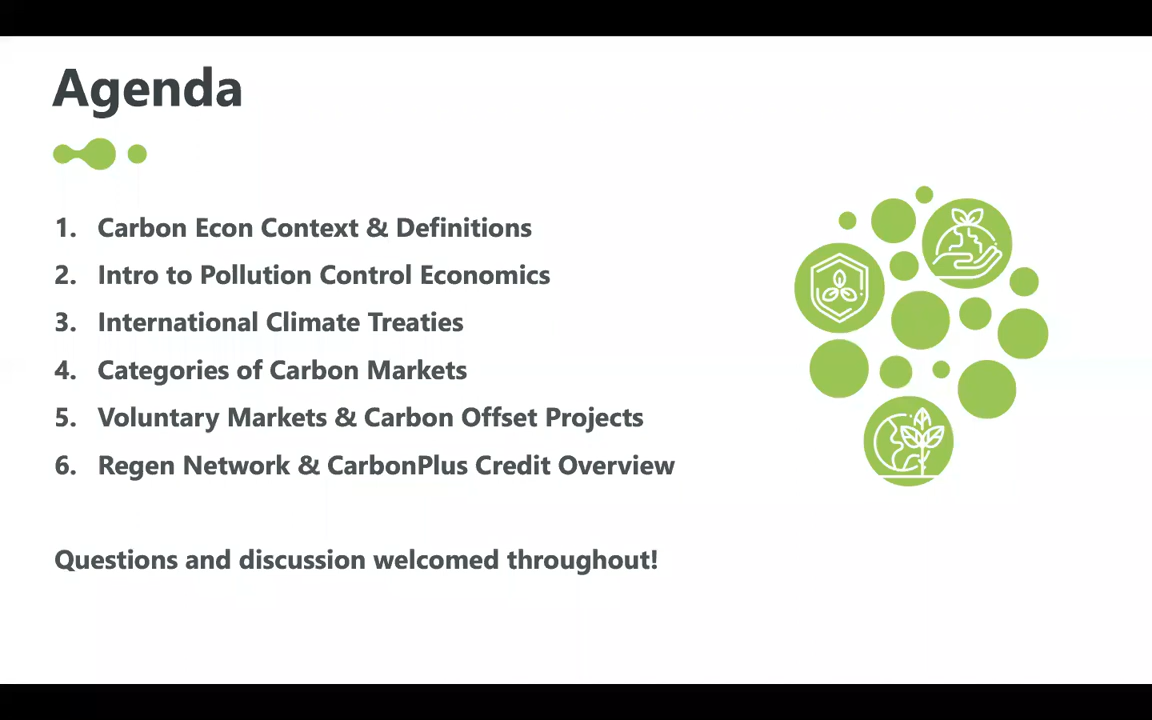 Agenda
1. Carbon Econ Context & Definitions
2. Intro to Pollution Control Economics
3. International Climate Treaties
4. Categories of Carbon Markets
5. Voluntary Markets & Carbon Offset Projects
6. Regen Network & CarbonPlus Credit Overview
Questions and discussion welcomed throughout!